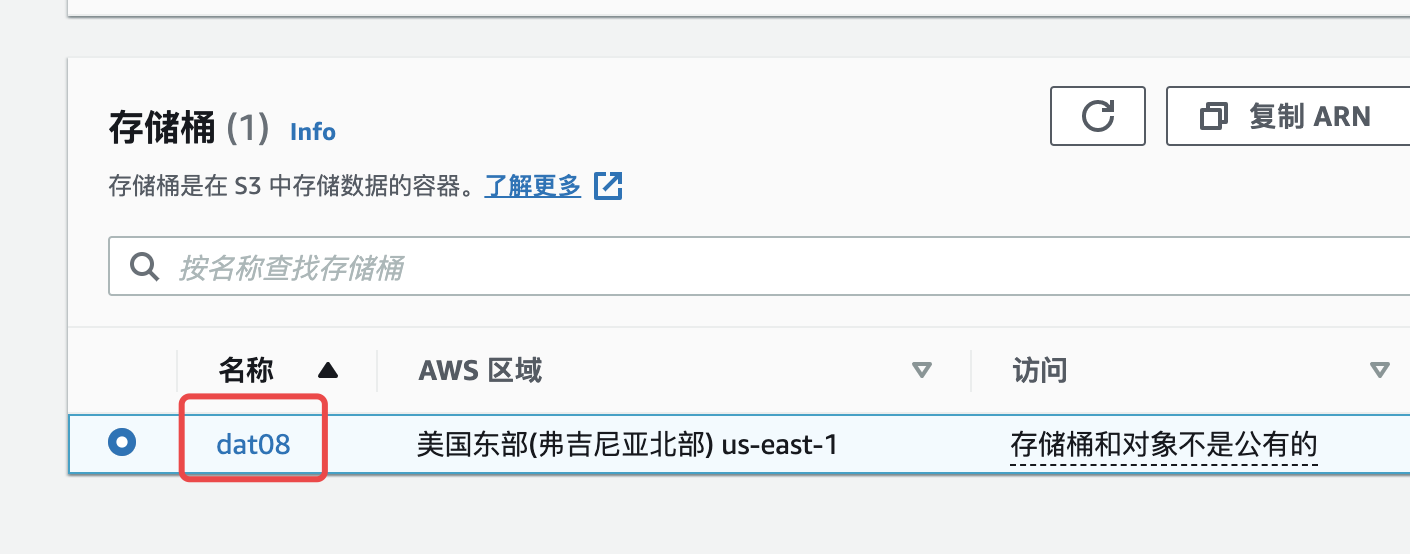 存储桶 (1) Info
复制 ARN
存储桶是在 S3 中存储数据的容器。了解更多
按名称查找存储桶
名称 AWS 区域 访问
dat08 美国东部(弗吉尼亚北部) us-east-1 存储桶和对象不是公有的